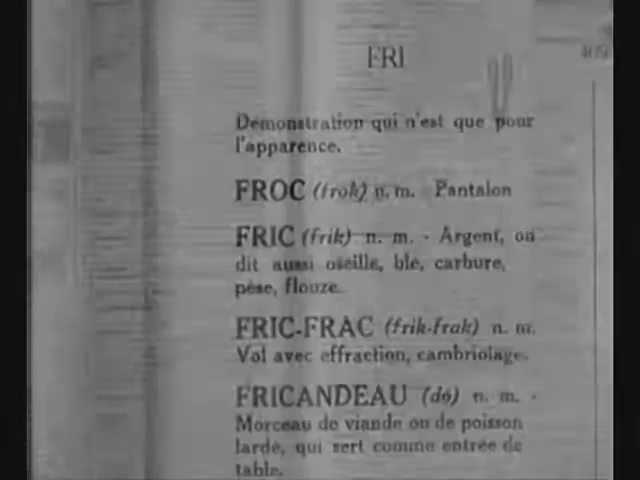 FRI
409
Démonstration qui n'est que pour
l'apparence.
FROC (frok) n. m. Pantalon
FRIC (frik) n. m. - Argent, on
dit aussi oseille, blé, carbure,
pèse, flouze.
FRIC-FRAC (frik-frak) n. m.
Vol avec effraction, cambriolage.
FRICANDEAU (dô) n. m. -
Morceau de viande ou de poisson
lardé, qui sert comme entrée de
table.